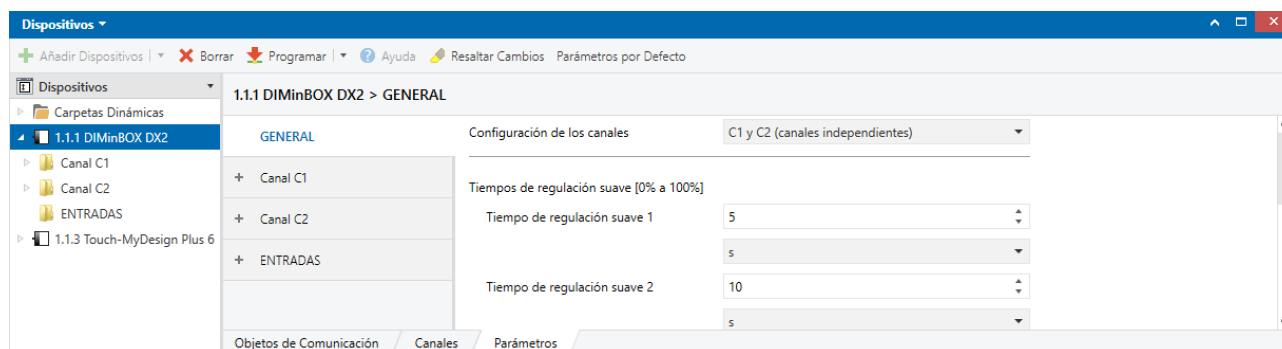 Dispositivos
Añadir Dispositivos Borrar Programar Ayuda Resaltar Cambios Parámetros por Defecto
Dispositivos
Carpetas Dinámicas
1.1.1 DIMinBOX DX2
Canal C1
Canal C2
ENTRADAS
1.1.3 Touch-MyDesign Plus 6
1.1.1 DIMinBOX DX2 > GENERAL
GENERAL
Canal C1
Canal C2
ENTRADAS
Configuración de los canales C1 y C2 (canales independientes)
Tiempos de regulación suave [0% a 100%]
Tiempo de regulación suave 1 5
s
Tiempo de regulación suave 2 10
s
Objetos de Comunicación Canales Parámetros